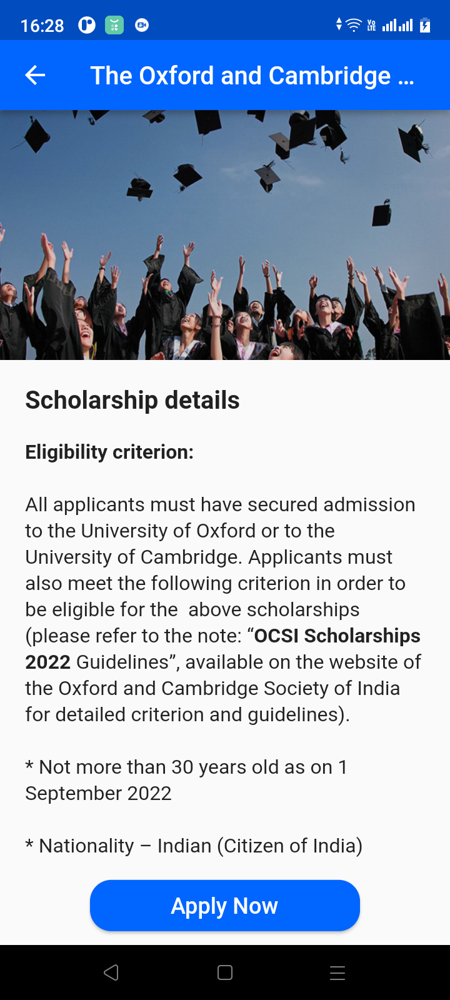 16:28
Vo
LTE
The Oxford and Cambridge ...
Scholarship details
Eligibility criterion:
All applicants must have secured admission
to the University of Oxford or to the
University of Cambridge. Applicants must
also meet the following criterion in order to
be eligible for the  above scholarships
(please refer to the note: “OCSI Scholarships
2022 Guidelines”, available on the website of
the Oxford and Cambridge Society of India
for detailed criterion and guidelines).
* Not more than 30 years old as on 1
September 2022
* Nationality – Indian (Citizen of India)
Apply Now